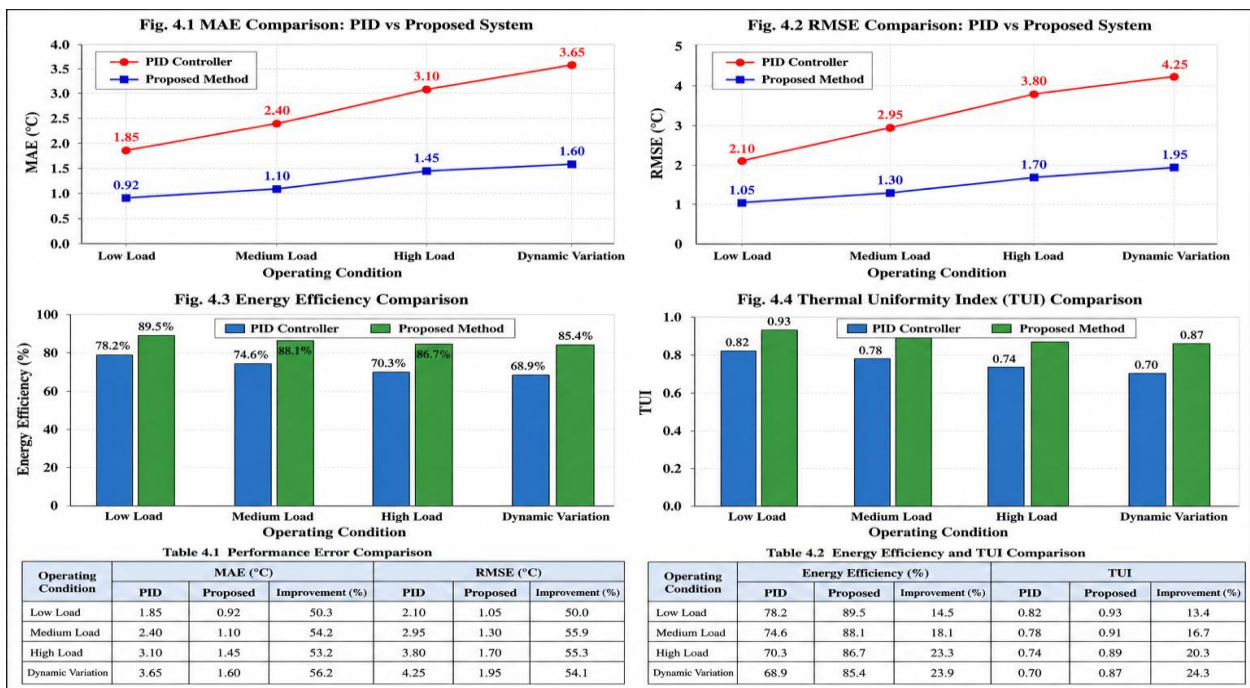 Fig. 4.1 MAE Comparison: PID vs Proposed System
4.0
3.5
3.0
2.5
2.0
1.5
1.0
0.5
0.0
MAE (°C)
PID Controller
Proposed Method
1.85
2.40
3.10
3.65
0.92
1.10
1.45
1.60
Low Load
Medium Load
High Load
Dynamic Variation
Operating Condition
Fig. 4.2 RMSE Comparison: PID vs Proposed System
5
4
3
2
1
0
RMSE (°C)
PID Controller
Proposed Method
2.10
2.95
3.80
4.25
1.05
1.30
1.70
1.95
Low Load
Medium Load
High Load
Dynamic Variation
Operating Condition
Fig. 4.3 Energy Efficiency Comparison
100
80
60
40
20
0
Energy Efficiency (%)
PID Controller
Proposed Method
78.2%
89.5%
74.6%
88.1%
70.3%
86.7%
68.9%
85.4%
Low Load
Medium Load
High Load
Dynamic Variation
Operating Condition
Fig. 4.4 Thermal Uniformity Index (TUI) Comparison
1.0
0.8
0.6
0.4
0.2
0.0
TUI
PID Controller
Proposed Method
0.82
0.93
0.78
0.74
0.70
0.87
Low Load
Medium Load
High Load
Dynamic Variation
Operating Condition
Table 4.1 Performance Error Comparison
Operating Condition MAE (°C) RMSE (°C)
PID Proposed Improvement (%) PID Proposed Improvement (%)
Low Load 1.85 0.92 50.3 2.10 1.05 50.0
Medium Load 2.40 1.10 54.2 2.95 1.30 55.9
High Load 3.10 1.45 53.2 3.80 1.70 55.3
Dynamic Variation 3.65 1.60 56.2 4.25 1.95 54.1
Table 4.2 Energy Efficiency and TUI Comparison
Operating Condition Energy Efficiency (%) TUI
PID Proposed Improvement (%) PID Proposed Improvement (%)
Low Load 78.2 89.5 14.5 0.82 0.93 13.4
Medium Load 74.6 88.1 18.1 0.78 0.91 16.7
High Load 70.3 86.7 23.3 0.74 0.89 20.3
Dynamic Variation 68.9 85.4 23.9 0.70 0.87 24.3